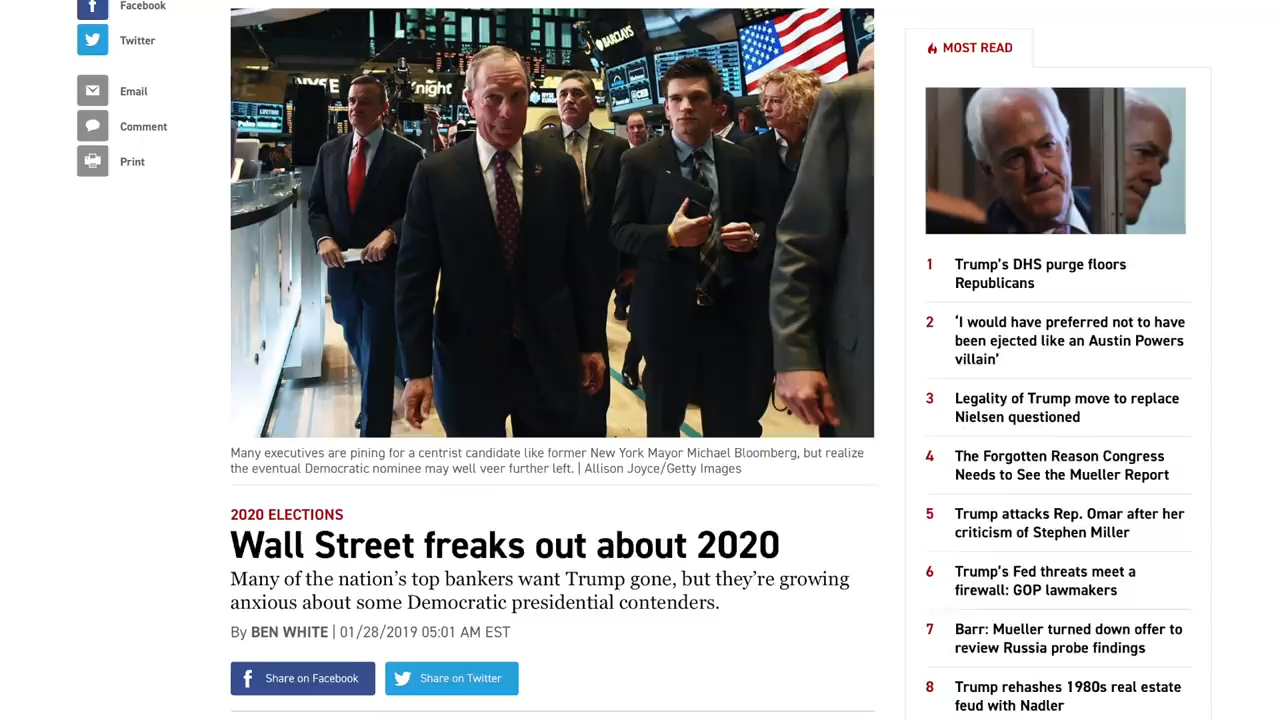 Facebook
Twitter
Email
Comment
Print
BARCLAYS
NYSE
Knight
Many executives are pining for a centrist candidate like former New York Mayor Michael Bloomberg, but realize
the eventual Democratic nominee may well veer further left. | Allison Joyce/Getty Images
2020 ELECTIONS
Wall Street freaks out about 2020
Many of the nation's top bankers want Trump gone, but they're growing
anxious about some Democratic presidential contenders.
By BEN WHITE | 01/28/2019 05:01 AM EST
Share on Facebook
Share on Twitter
MOST READ
1 Trump's DHS purge floors
Republicans
2 ‘I would have preferred not to have
been ejected like an Austin Powers
villain’
3 Legality of Trump move to replace
Nielsen questioned
4 The Forgotten Reason Congress
Needs to See the Mueller Report
5 Trump attacks Rep. Omar after her
criticism of Stephen Miller
6 Trump's Fed threats meet a
firewall: GOP lawmakers
7 Barr: Mueller turned down offer to
review Russia probe findings
8 Trump rehashes 1980s real estate
feud with Nadler